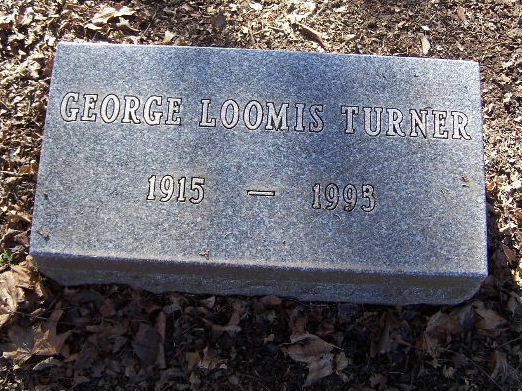 GEORGE LOOMIS TURNER
1915 — 1993